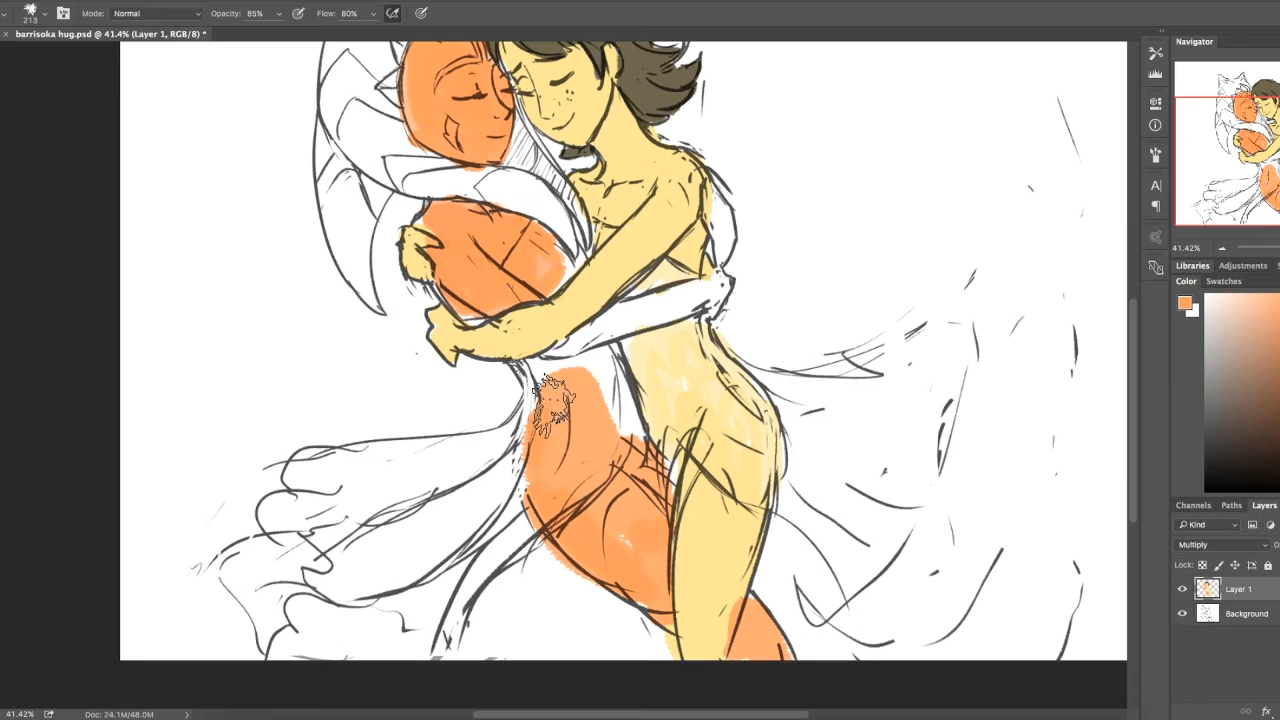 213 Mode: Normal Opacity: 85% Flow: 80%
× barrisoka hug.psd @ 41.4% (Layer 1, RGB/8) *
Navigator
41.42%
Libraries Adjustments
Color Swatches
Channels Paths Layers
Kind
Multiply
Lock:
Layer 1
Background
41.42% Doc: 24.1M/48.0M
fx